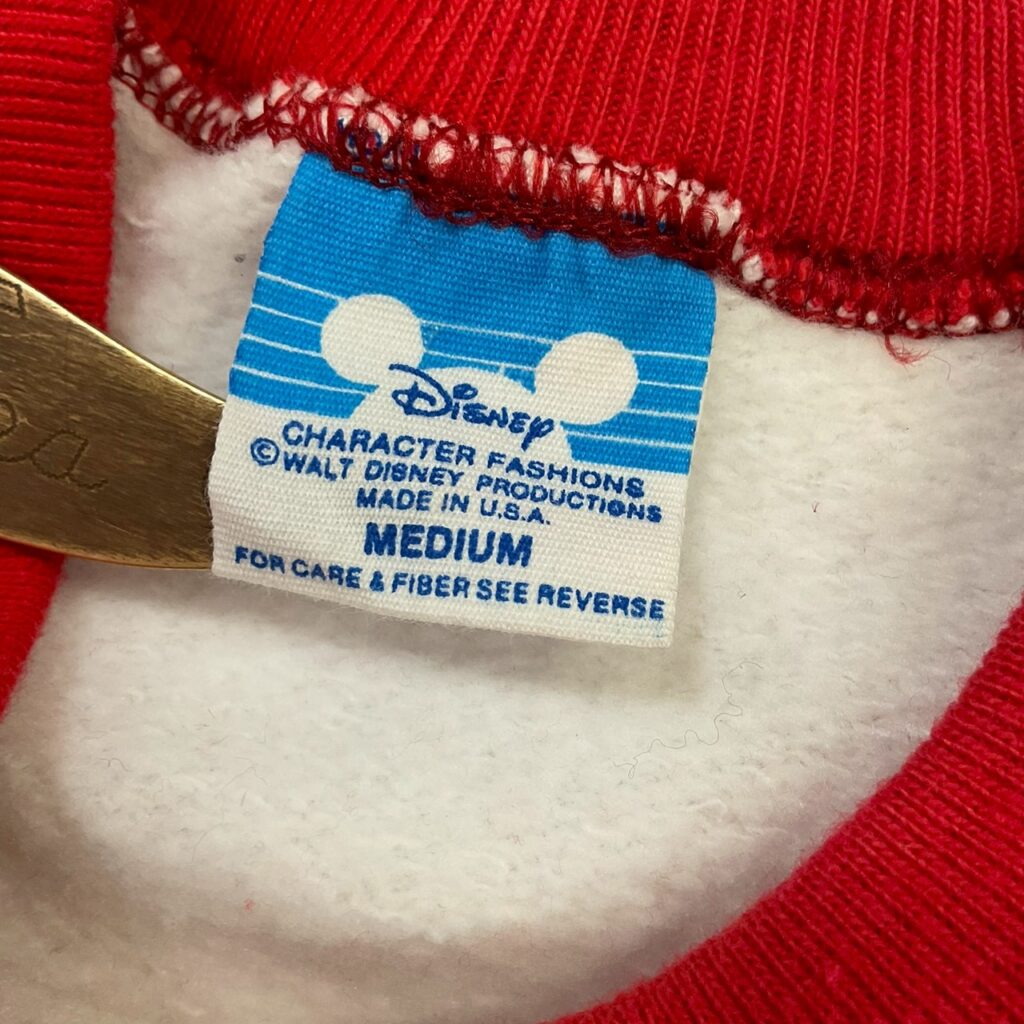 Disney
CHARACTER FASHIONS
© WALT DISNEY PRODUCTIONS
MADE IN U.S.A.
MEDIUM
FOR CARE & FIBER SEE REVERSE